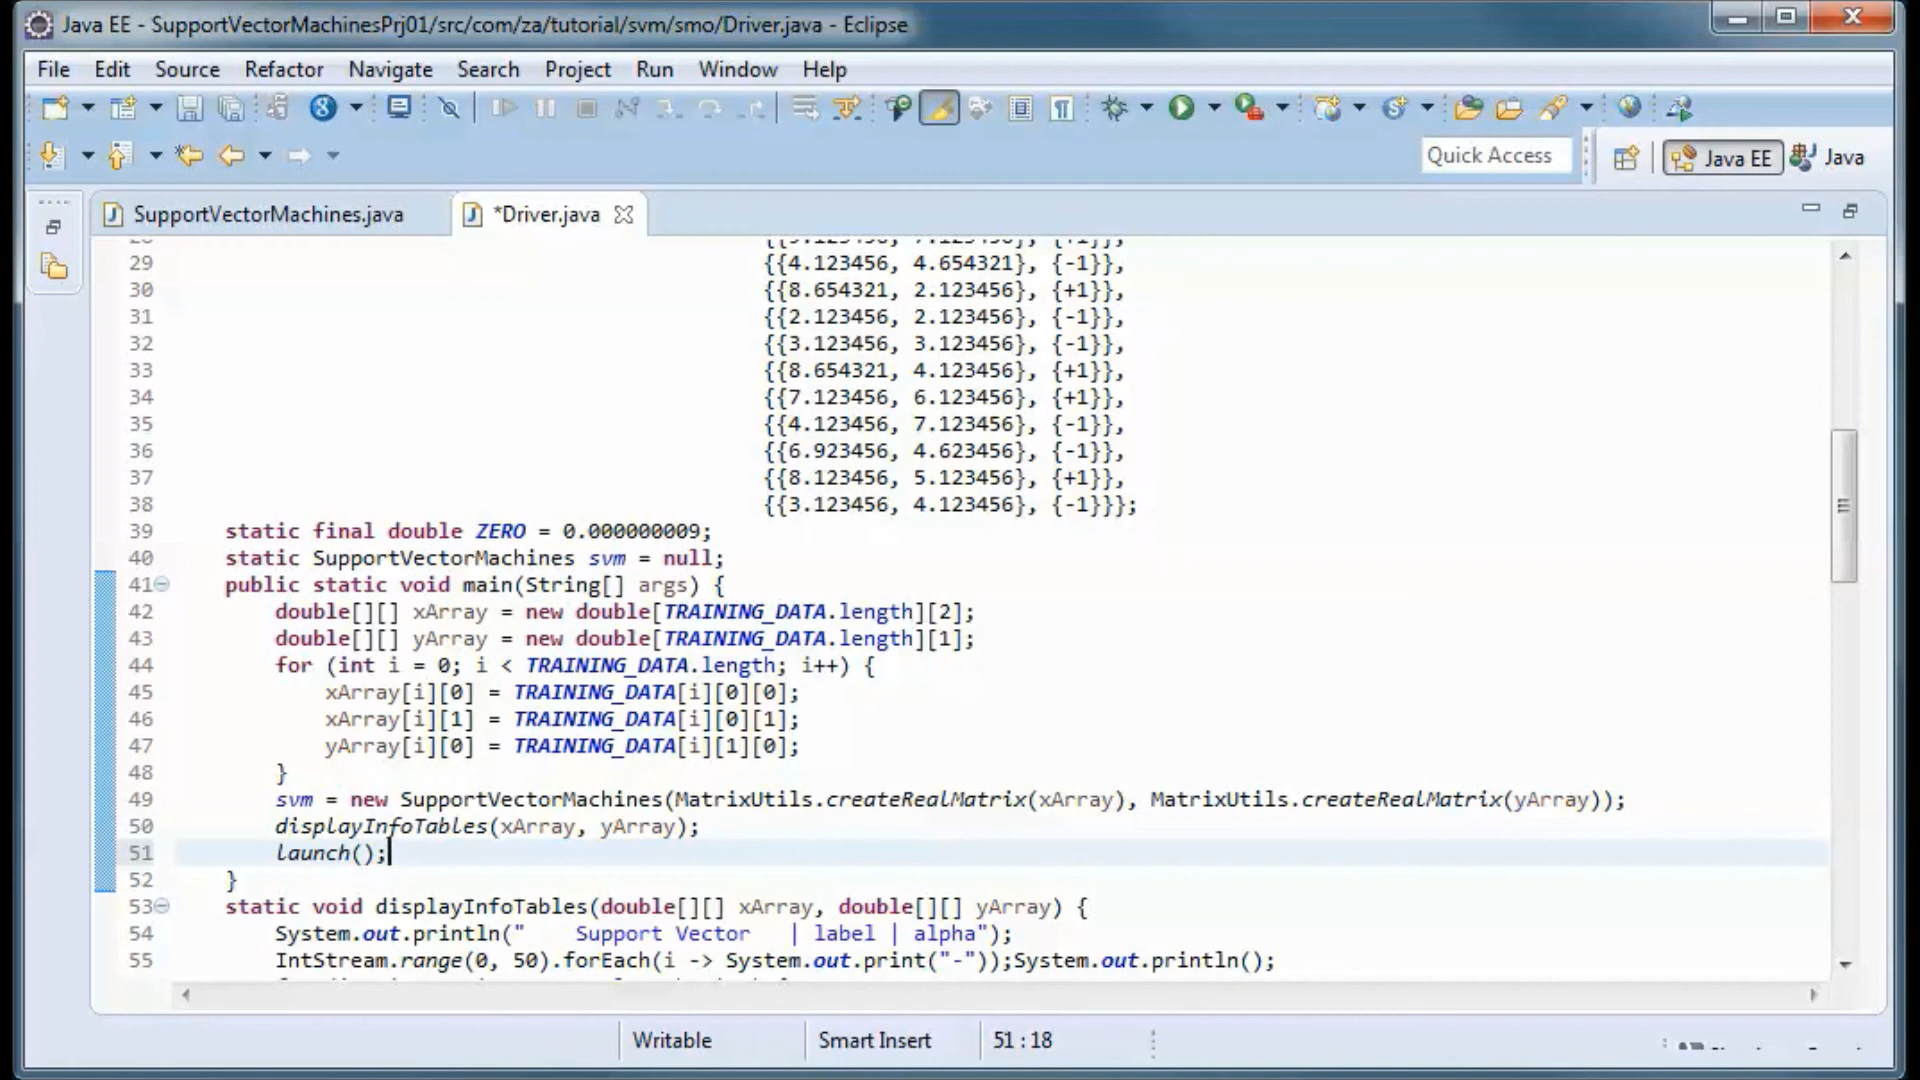 Java EE - SupportVectorMachinesPrj01/src/com/za/tutorial/svm/smo/Driver.java - Eclipse
File Edit Source Refactor Navigate Search Project Run Window Help
Quick Access Java EE Java
SupportVectorMachines.java *Driver.java
28
29 {{4.123456, 4.654321}, {-1}},
30 {{8.654321, 2.123456}, {+1}},
31 {{2.123456, 2.123456}, {-1}},
32 {{3.123456, 3.123456}, {-1}},
33 {{8.654321, 4.123456}, {+1}},
34 {{7.123456, 6.123456}, {+1}},
35 {{4.123456, 7.123456}, {-1}},
36 {{6.923456, 4.623456}, {-1}},
37 {{8.123456, 5.123456}, {+1}},
38 {{3.123456, 4.123456}, {-1}}};
39 static final double ZERO = 0.000000009;
40 static SupportVectorMachines svm = null;
41 public static void main(String[] args) {
42 double[][] xArray = new double[TRAINING_DATA.length][2];
43 double[][] yArray = new double[TRAINING_DATA.length][1];
44 for (int i = 0; i < TRAINING_DATA.length; i++) {
45 xArray[i][0] = TRAINING_DATA[i][0][0];
46 xArray[i][1] = TRAINING_DATA[i][0][1];
47 yArray[i][0] = TRAINING_DATA[i][1][0];
48 }
49 svm = new SupportVectorMachines(MatrixUtils.createRealMatrix(xArray), MatrixUtils.createRealMatrix(yArray));
50 displayInfoTables(xArray, yArray);
51 launch();
52 }
53 static void displayInfoTables(double[][] xArray, double[][] yArray) {
54 System.out.println("    Support Vector   | label | alpha");
55 IntStream.range(0, 50).forEach(i -> System.out.print("-"));System.out.println();
Writable Smart Insert 51 : 18